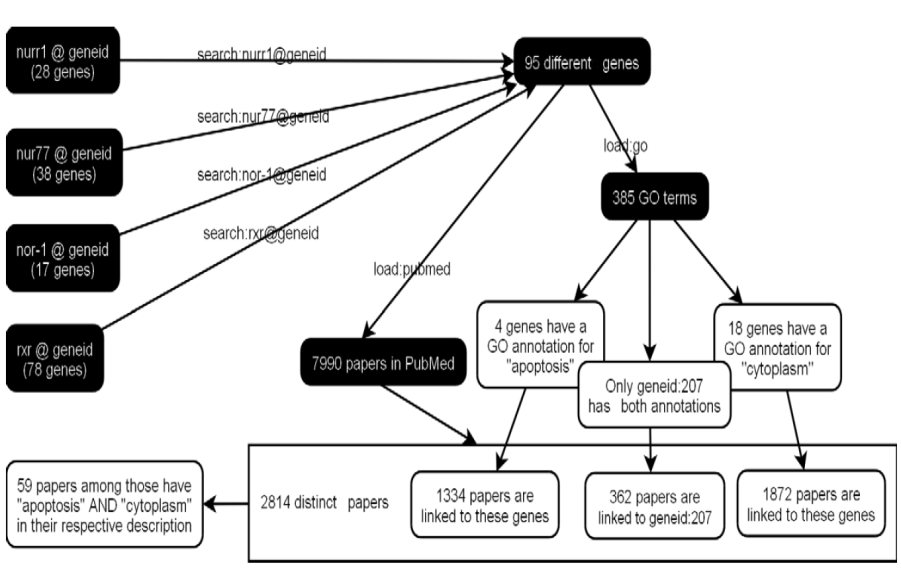 nurr1 @ geneid
(28 genes)
search:nurr1@geneid
95 different genes
nur77 @ geneid
(38 genes)
search:nur77@geneid
load:go
search:nor-1@geneid
385 GO terms
nor-1 @ geneid
(17 genes)
search:rxr@geneid
load:pubmed
rxr @ geneid
(78 genes)
7990 papers in PubMed
4 genes have a
GO annotation for
"apoptosis"
Only geneid:207
has both annotations
18 genes have a
GO annotation for
"cytoplasm"
59 papers among those have
"apoptosis" AND "cytoplasm"
in their respective description
2814 distinct papers
1334 papers are
linked to these genes
362 papers are
linked to geneid:207
1872 papers are
linked to these genes